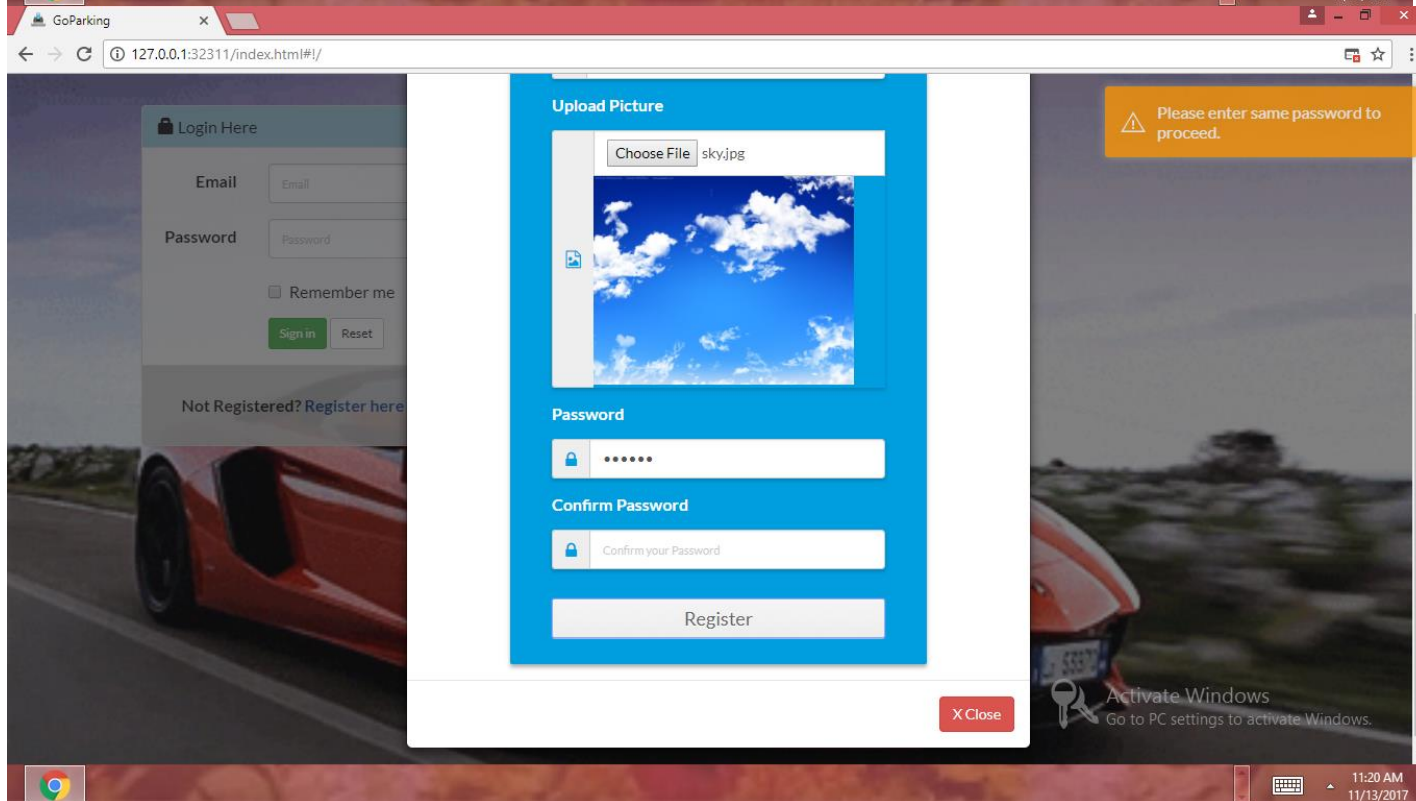 GoParking
127.0.0.1:32311/index.html#!/
Login Here
Email
Email
Password
Password
Remember me
Sign in
Reset
Not Registered? Register here
Upload Picture
Choose File sky.jpg
Password
••••••
Confirm Password
Confirm your Password
Register
X Close
Please enter same password to
proceed.
Activate Windows
Go to PC settings to activate Windows.
11:20 AM
11/13/2017